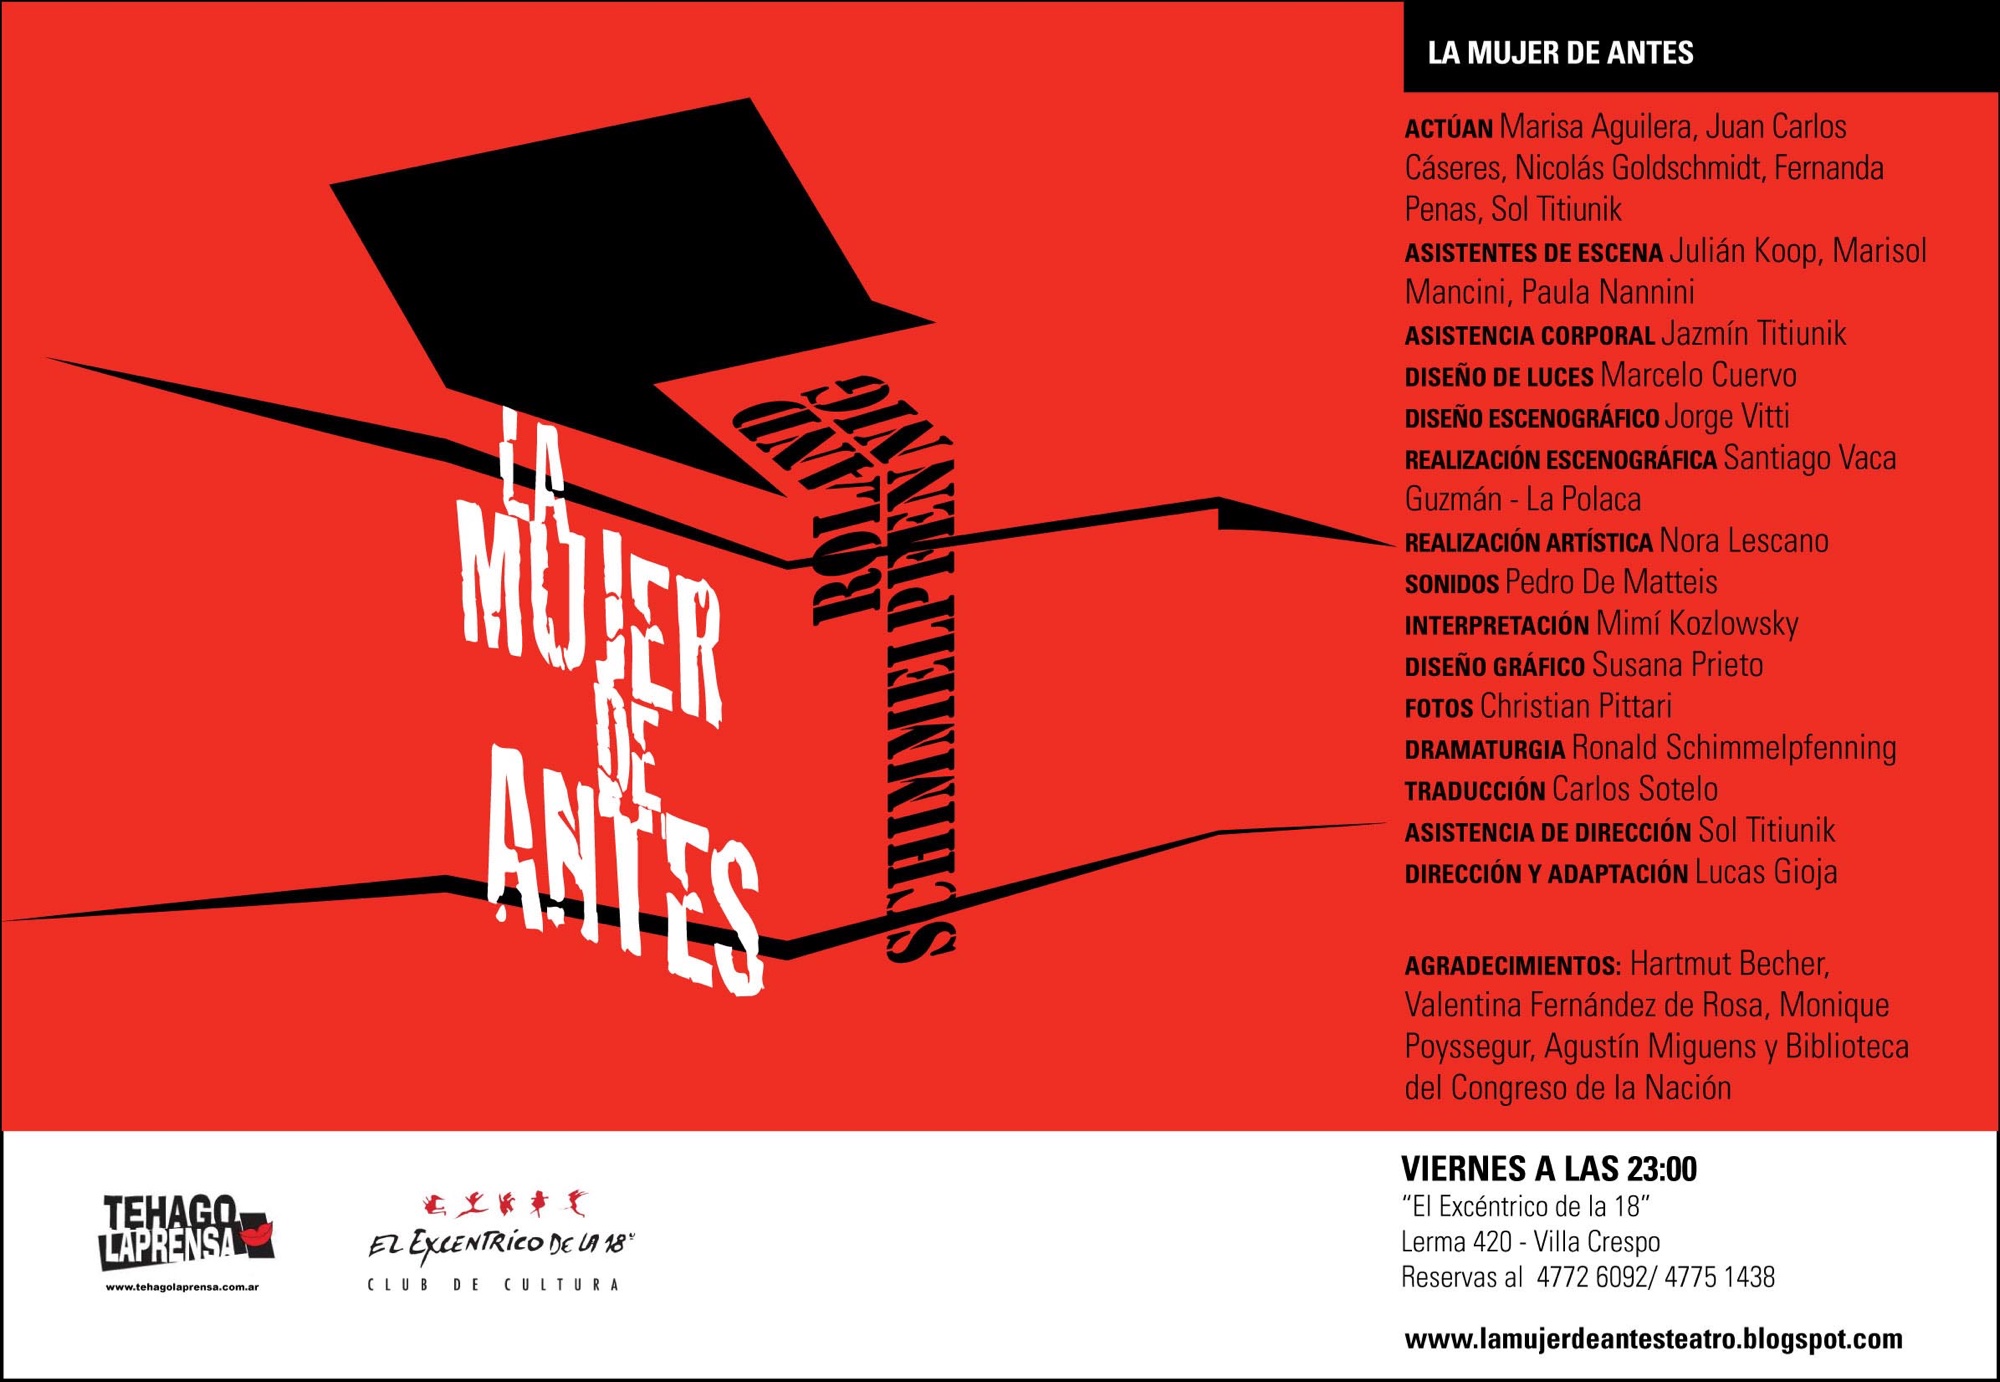 LA
MUJER
DE
ANTES
ROLAND
SCHIMMELPFENNIG
LA MUJER DE ANTES
ACTÚAN Marisa Aguilera, Juan Carlos
Cáseres, Nicolás Goldschmidt, Fernanda
Penas, Sol Titiunik
ASISTENTES DE ESCENA Julián Koop, Marisol
Mancini, Paula Nannini
ASISTENCIA CORPORAL Jazmín Titiunik
DISEÑO DE LUCES Marcelo Cuervo
DISEÑO ESCENOGRÁFICO Jorge Vitti
REALIZACIÓN ESCENOGRÁFICA Santiago Vaca
Guzmán - La Polaca
REALIZACIÓN ARTÍSTICA Nora Lescano
SONIDOS Pedro De Matteis
INTERPRETACIÓN Mimí Kozlowsky
DISEÑO GRÁFICO Susana Prieto
FOTOS Christian Pittari
DRAMATURGIA Ronald Schimmelpfenning
TRADUCCIÓN Carlos Sotelo
ASISTENCIA DE DIRECCIÓN Sol Titiunik
DIRECCIÓN Y ADAPTACIÓN Lucas Gioja
AGRADECIMIENTOS: Hartmut Becher,
Valentina Fernández de Rosa, Monique
Poyssegur, Agustín Miguens y Biblioteca
del Congreso de la Nación
TEHAGO
LAPRENSA
www.tehagolaprensa.com.ar
EL EXCENTRICO DE LA 18º
CLUB DE CULTURA
VIERNES A LAS 23:00
“El Excéntrico de la 18”
Lerma 420 - Villa Crespo
Reservas al 4772 6092/ 4775 1438
www.lamujerdeantesteatro.blogspot.com